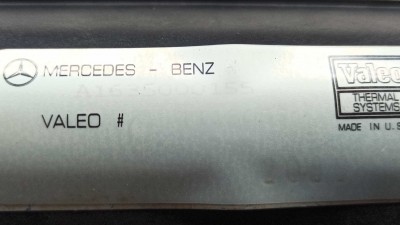 MERCEDES - BENZ
VALEO #
Valeo
THERMAL
SYSTEMS
MADE IN U.S